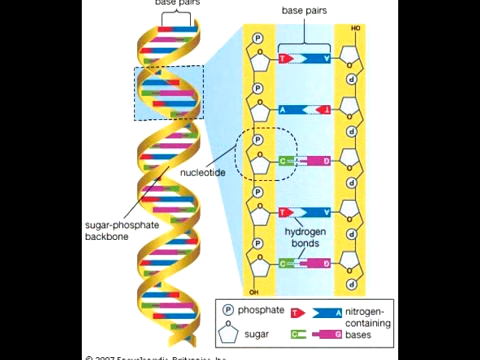 base pairs
base pairs
HO
P
O
T
A
O
P
P
O
A
T
O
P
P
O
C
G
O
P
nucleotide
P
O
T
A
O
P
sugar-phosphate
backbone
hydrogen
bonds
P
O
C
G
O
P
OH
P phosphate
T A nitrogen-
containing
O sugar
C G bases
© 2007 Encyclopædia Britannica, Inc.